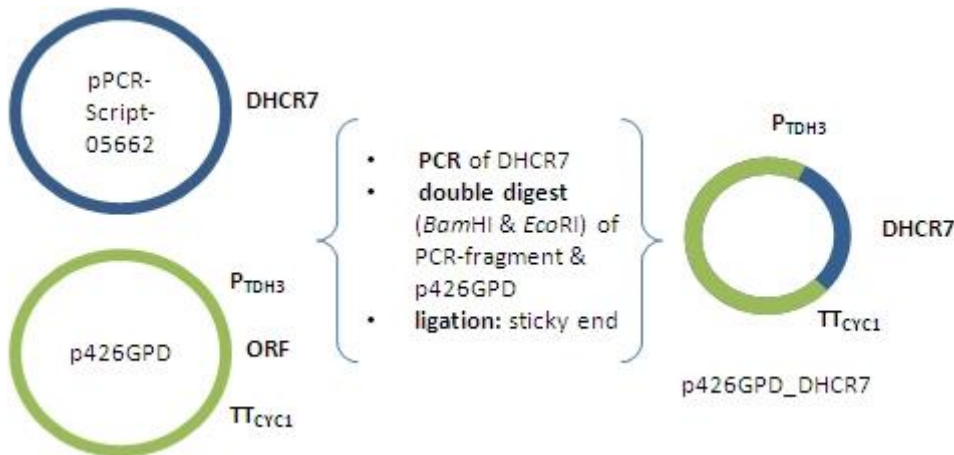 pPCR-
Script-
05662
DHCR7
p426GPD
PTDH3
ORF
TTCYC1
• PCR of DHCR7
• double digest
(BamHI & EcoRI) of
PCR-fragment &
p426GPD
• ligation: sticky end
PTDH3
DHCR7
TTCYC1
p426GPD_DHCR7